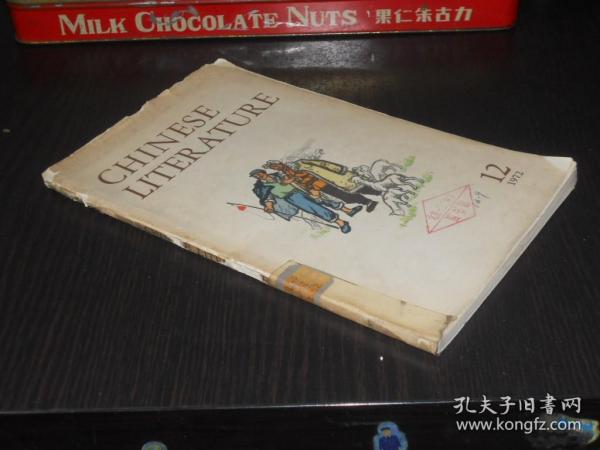 MILK CHOCOLATE NUTS 果仁朱古力
CHINESE
LITERATURE
12
1972
孔夫子旧書网
www.kongfz.com